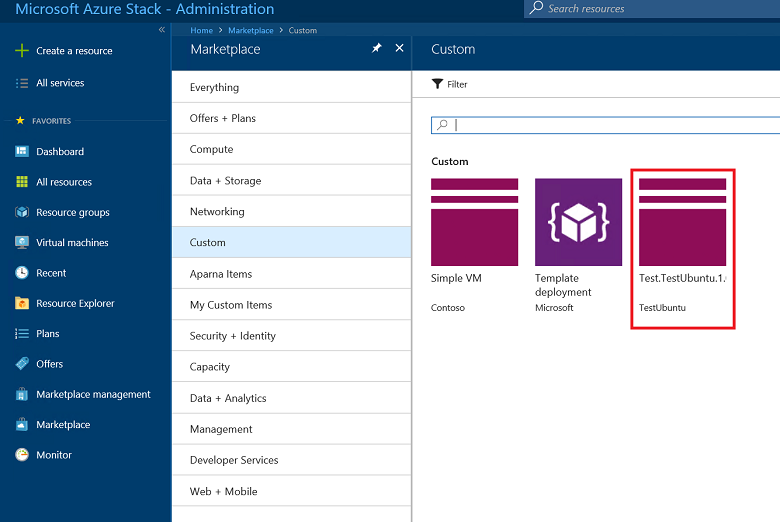 Microsoft Azure Stack - Administration
Search resources
Home > Marketplace > Custom
«
Create a resource
All services
FAVORITES
Dashboard
All resources
Resource groups
Virtual machines
Recent
Resource Explorer
Plans
Offers
Marketplace management
Marketplace
Monitor
Marketplace
Everything
Offers + Plans
Compute
Data + Storage
Networking
Custom
Aparna Items
My Custom Items
Security + Identity
Capacity
Data + Analytics
Management
Developer Services
Web + Mobile
Custom
Filter
Custom
Simple VM
Contoso
Template
deployment
Microsoft
Test.TestUbuntu.1.
TestUbuntu